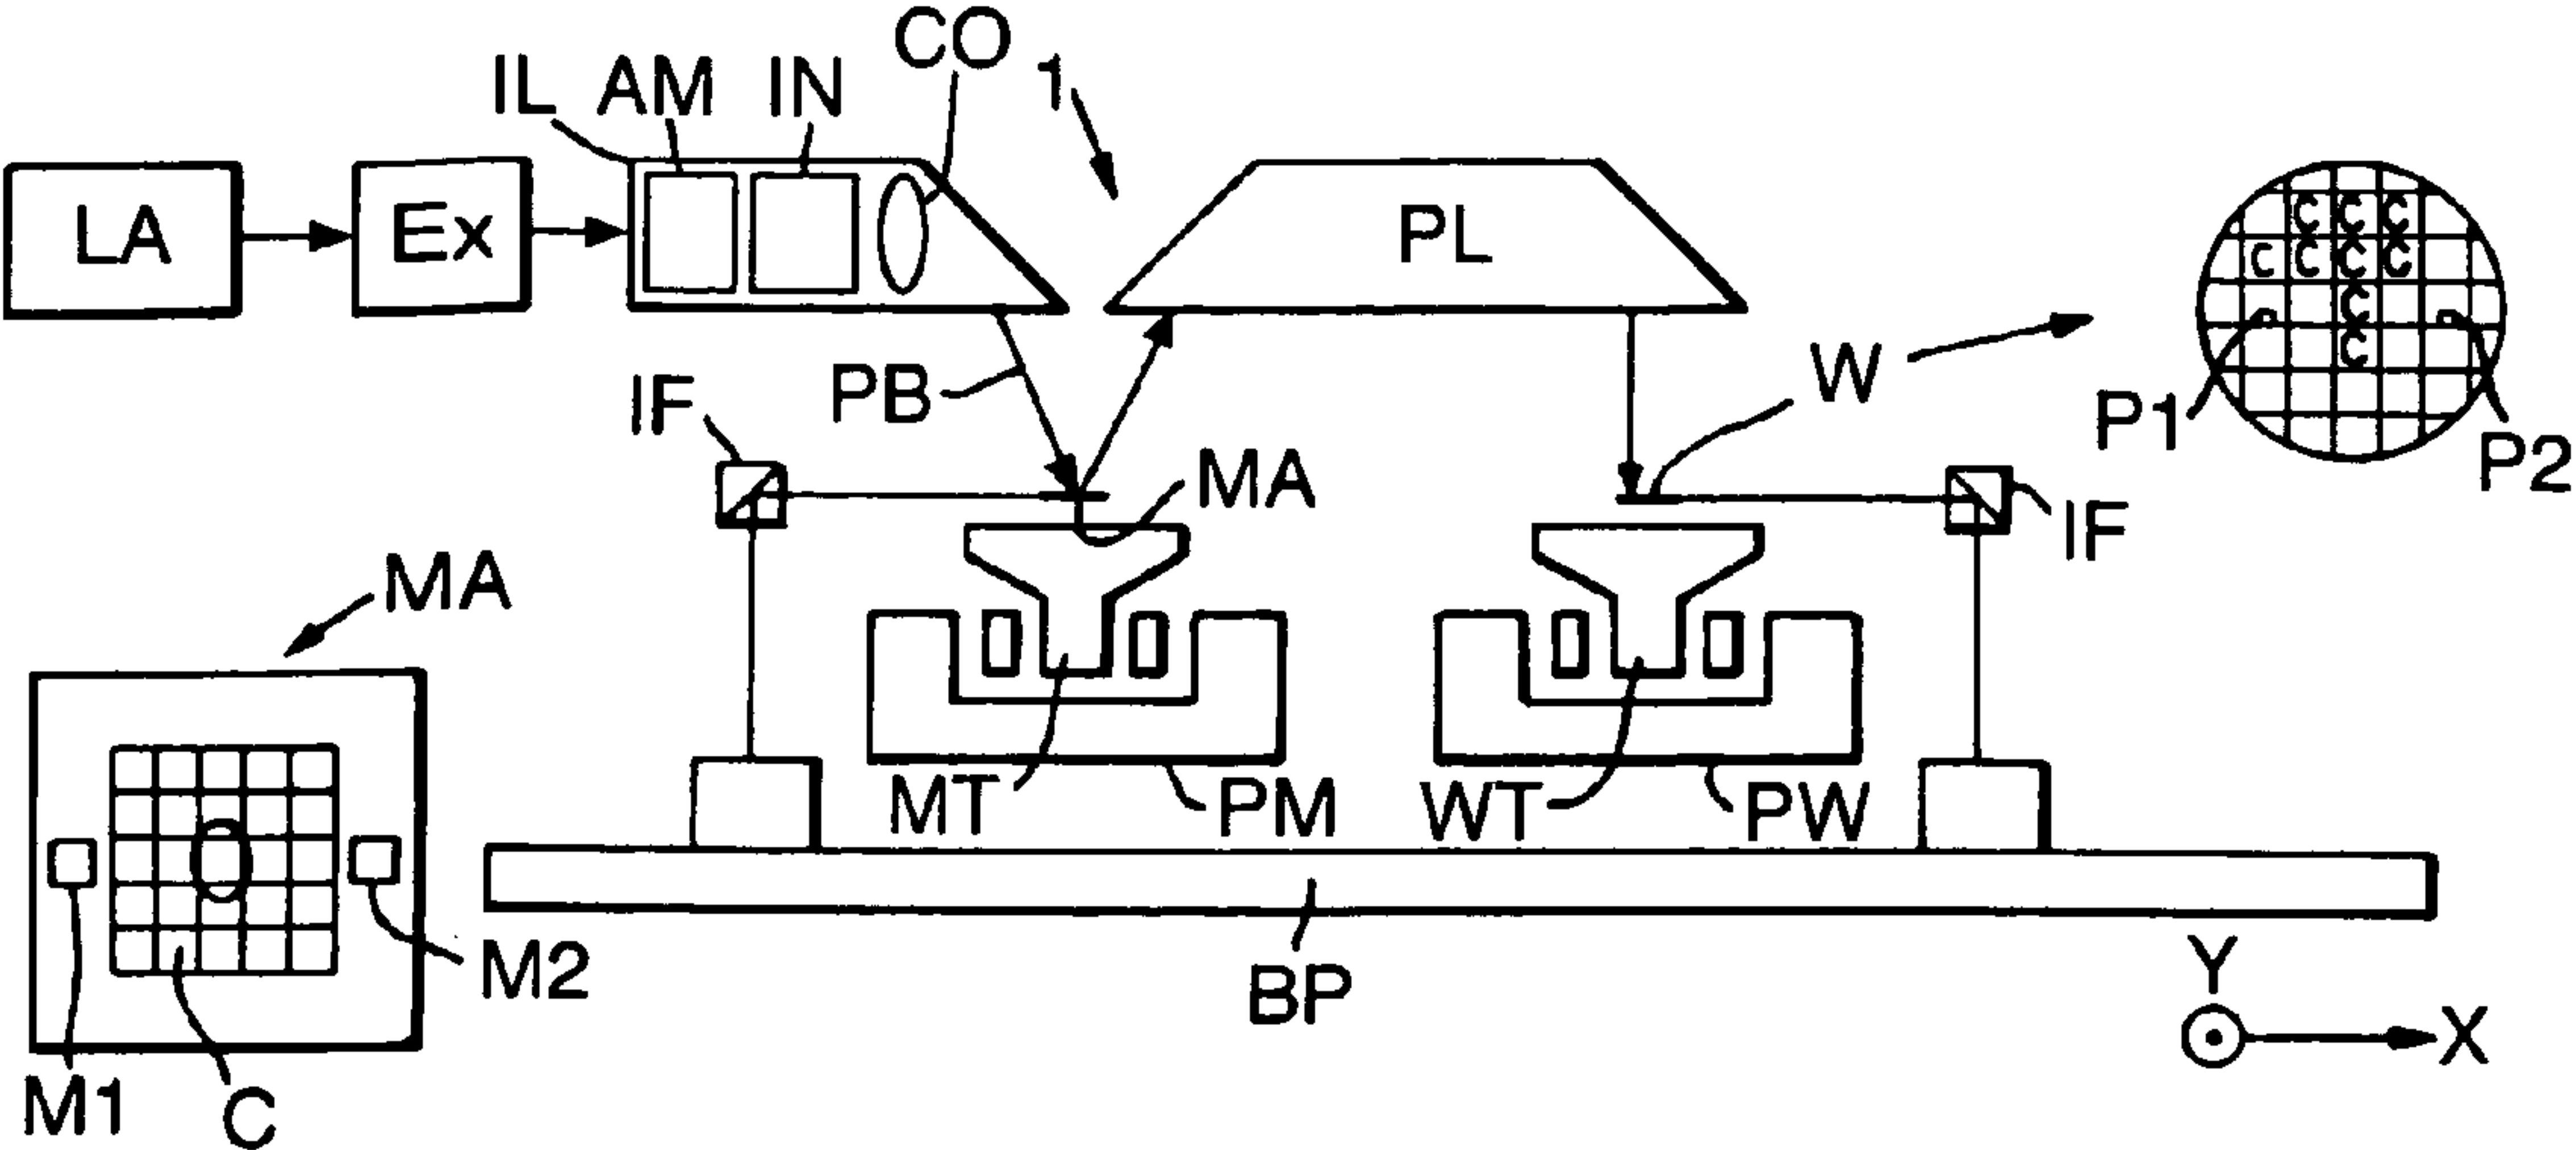 CO
IL AM IN 1
LA Ex PL
C C C
C C C C
C
C
PB IF W P1 P2
MA IF
MA
MT PM WT PW
M2 BP Y
X
M1 C